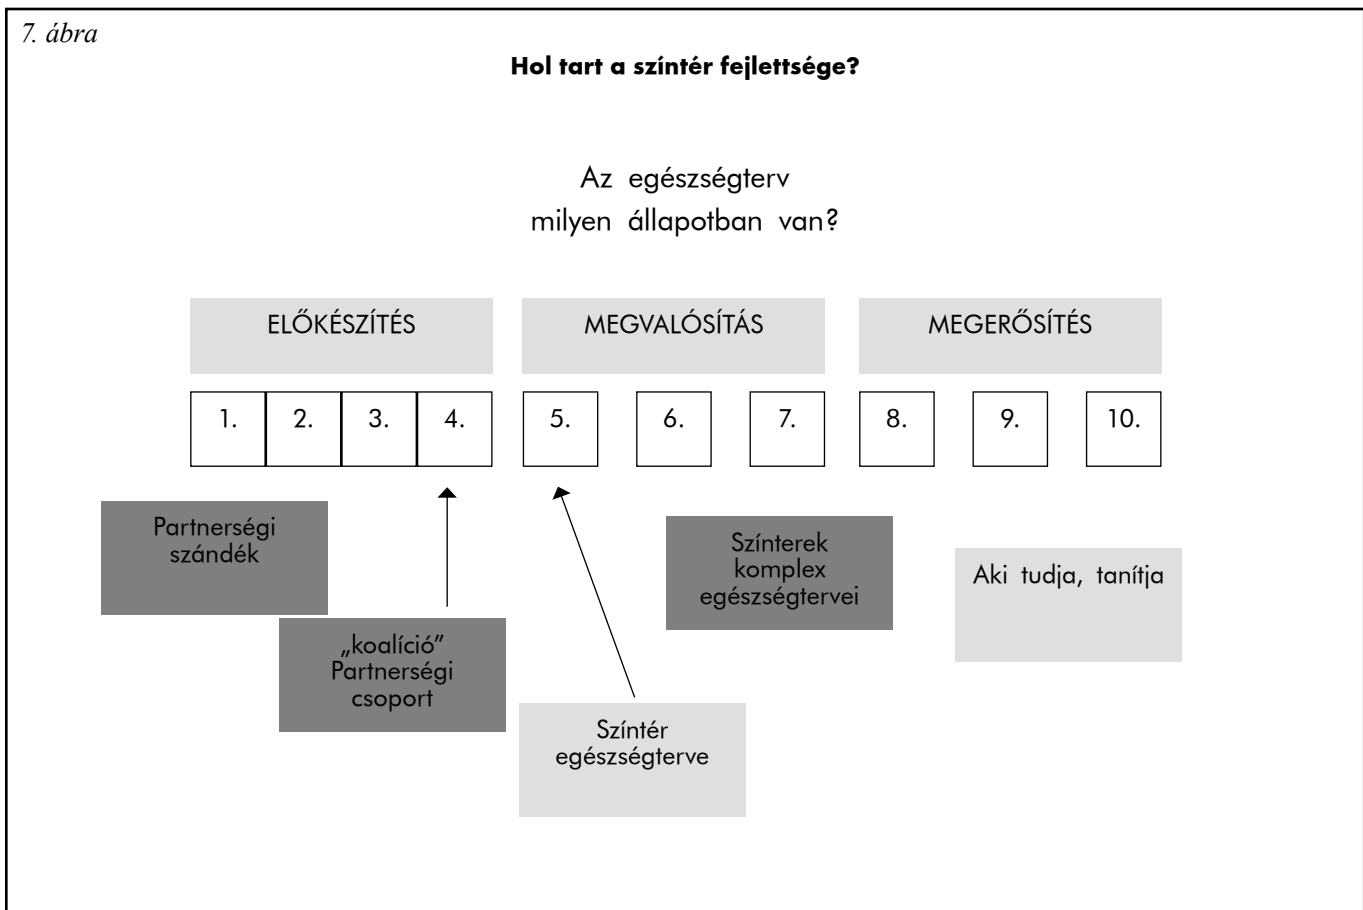 7. ábra
Hol tart a színtér fejlettsége?
Az egészségterv
milyen állapotban van?
ELŐKÉSZÍTÉS
MEGVALÓSÍTÁS
MEGERŐSÍTÉS
1.
2.
3.
4.
5.
6.
7.
8.
9.
10.
Partnerségi
szándék
„koalíció”
Partnerségi
csoport
Színtér
egészségterve
Színterek
komplex
egészségtervei
Aki tudja, tanítja